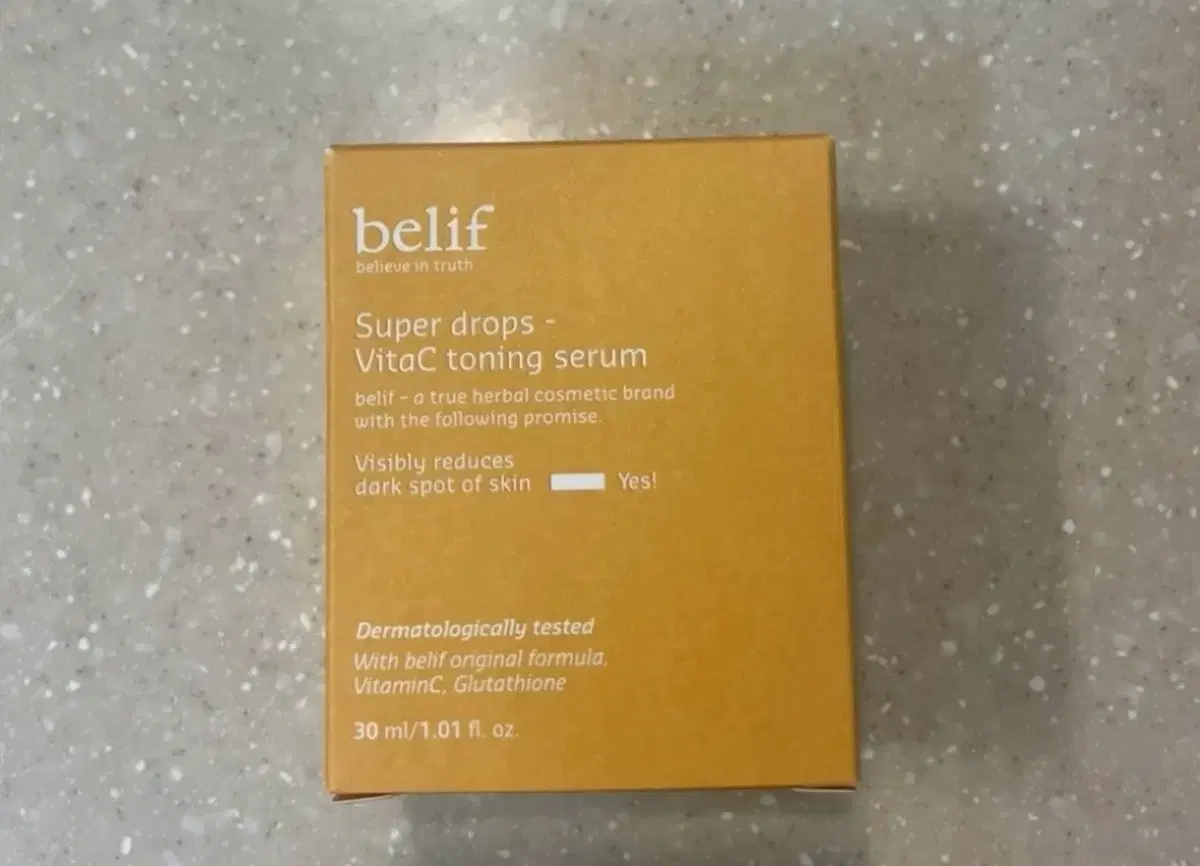 belif
believe in truth
Super drops -
VitaC toning serum
belif - a true herbal cosmetic brand
with the following promise.
Visibly reduces
dark spot of skin Yes!
Dermatologically tested
With belif original formula,
VitaminC, Glutathione
30 ml/1.01 fl. oz.